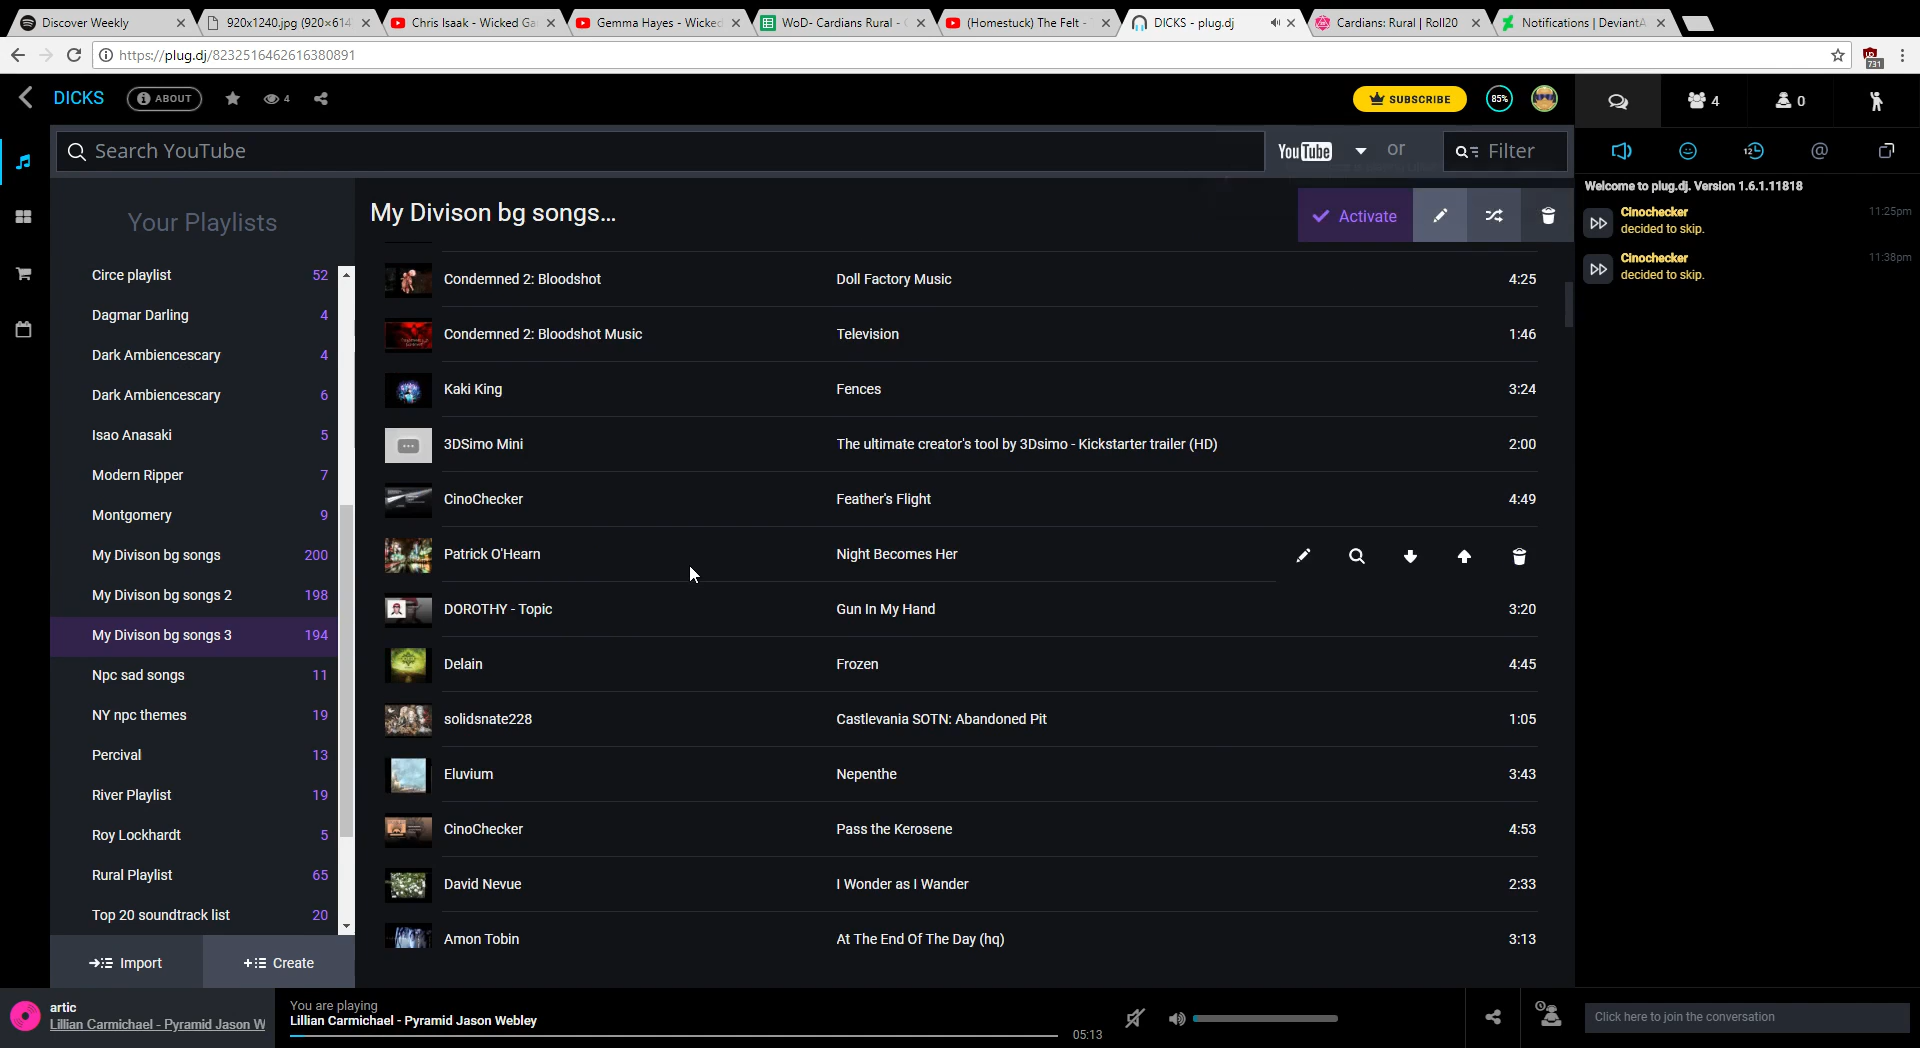 Discover Weekly
920x1240.jpg (920×614
Chris Isaak - Wicked Ga
Gemma Hayes - Wicked
WoD- Cardians Rural -
(Homestuck) The Felt -
DICKS - plug.dj
Cardians: Rural | Roll20
Notifications | DeviantA
https://plug.dj/8232516462616380891
731
DICKS
ABOUT
4
SUBSCRIBE
85%
4
0
Search YouTube
YouTube
or
Filter
12
@
Your Playlists
Circe playlist 52
Dagmar Darling 4
Dark Ambiencescary 4
Dark Ambiencescary 6
Isao Anasaki 5
Modern Ripper 7
Montgomery 9
My Divison bg songs 200
My Divison bg songs 2 198
My Divison bg songs 3 194
Npc sad songs 11
NY npc themes 19
Percival 13
River Playlist 19
Roy Lockhardt 5
Rural Playlist 65
Top 20 soundtrack list 20
Import
Create
My Divison bg songs...
Activate
Condemned 2: Bloodshot Doll Factory Music 4:25
Condemned 2: Bloodshot Music Television 1:46
Kaki King Fences 3:24
3DSimo Mini The ultimate creator's tool by 3Dsimo - Kickstarter trailer (HD) 2:00
CinoChecker Feather's Flight 4:49
Patrick O'Hearn Night Becomes Her
DOROTHY - Topic Gun In My Hand 3:20
Delain Frozen 4:45
solidsnate228 Castlevania SOTN: Abandoned Pit 1:05
Eluvium Nepenthe 3:43
CinoChecker Pass the Kerosene 4:53
David Nevue I Wonder as I Wander 2:33
Amon Tobin At The End Of The Day (hq) 3:13
Welcome to plug.dj. Version 1.6.1.11818
Cinochecker 11:25pm
decided to skip.
Cinochecker 11:38pm
decided to skip.
artic
Lillian Carmichael - Pyramid Jason W
You are playing
Lillian Carmichael - Pyramid Jason Webley
05:13
Click here to join the conversation